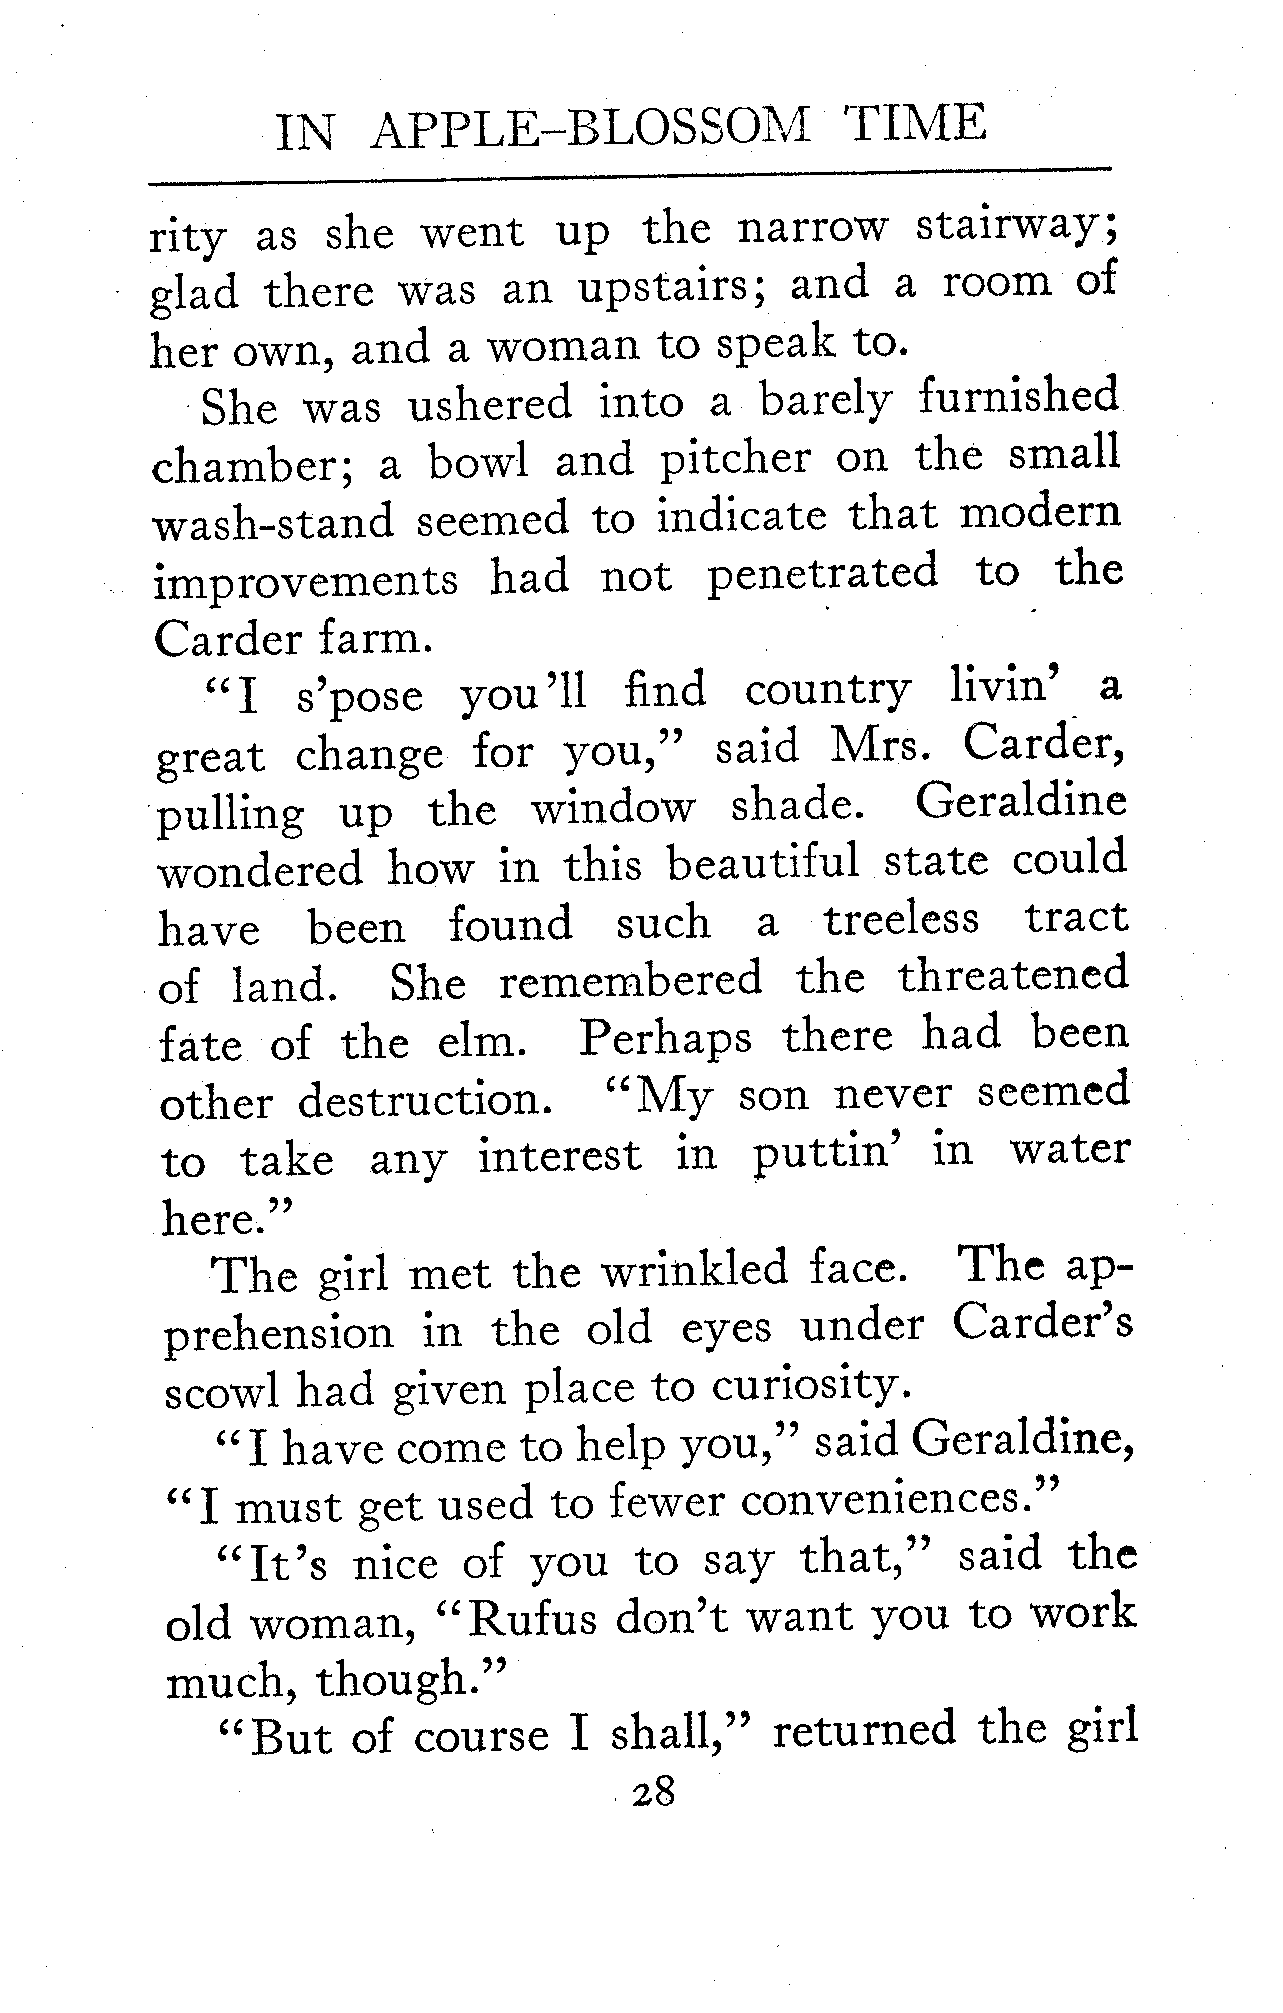 IN APPLE-BLOSSOM TIME
rity as she went up the narrow stairway;
glad there was an upstairs; and a room of
her own, and a woman to speak to.
She was ushered into a barely furnished
chamber; a bowl and pitcher on the small
wash-stand seemed to indicate that modern
improvements had not penetrated to the
Carder farm.
“I s’pose you’ll find country livin’ a
great change for you,” said Mrs. Carder,
pulling up the window shade. Geraldine
wondered how in this beautiful state could
have been found such a treeless tract
of land. She remembered the threatened
fate of the elm. Perhaps there had been
other destruction. “My son never seemed
to take any interest in puttin’ in water
here.”
The girl met the wrinkled face. The ap-
prehension in the old eyes under Carder’s
scowl had given place to curiosity.
“I have come to help you,” said Geraldine,
“I must get used to fewer conveniences.”
“It’s nice of you to say that,” said the
old woman, “Rufus don’t want you to work
much, though.”
“But of course I shall,” returned the girl
28